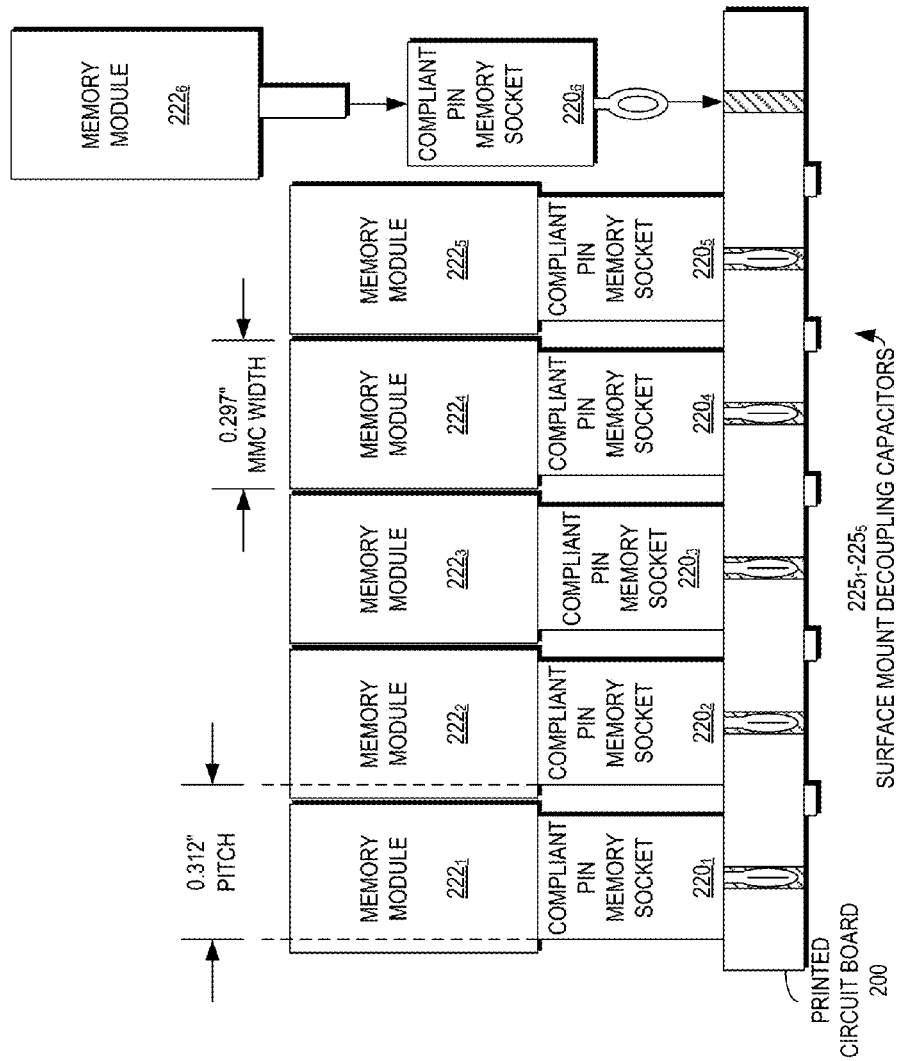 MEMORY
MODULE
222₆
COMPLIANT
PIN
MEMORY
SOCKET
220₆
0.312"
PITCH
0.297"
MMC WIDTH
MEMORY
MODULE
222₁
MEMORY
MODULE
222₂
MEMORY
MODULE
222₃
MEMORY
MODULE
222₄
MEMORY
MODULE
222₅
COMPLIANT
PIN
MEMORY
SOCKET
220₁
COMPLIANT
PIN
MEMORY
SOCKET
220₂
COMPLIANT
PIN
MEMORY
SOCKET
220₃
COMPLIANT
PIN
MEMORY
SOCKET
220₄
COMPLIANT
PIN
MEMORY
SOCKET
220₅
PRINTED
CIRCUIT BOARD
200
225₁-225₅
SURFACE MOUNT DECOUPLING CAPACITORS